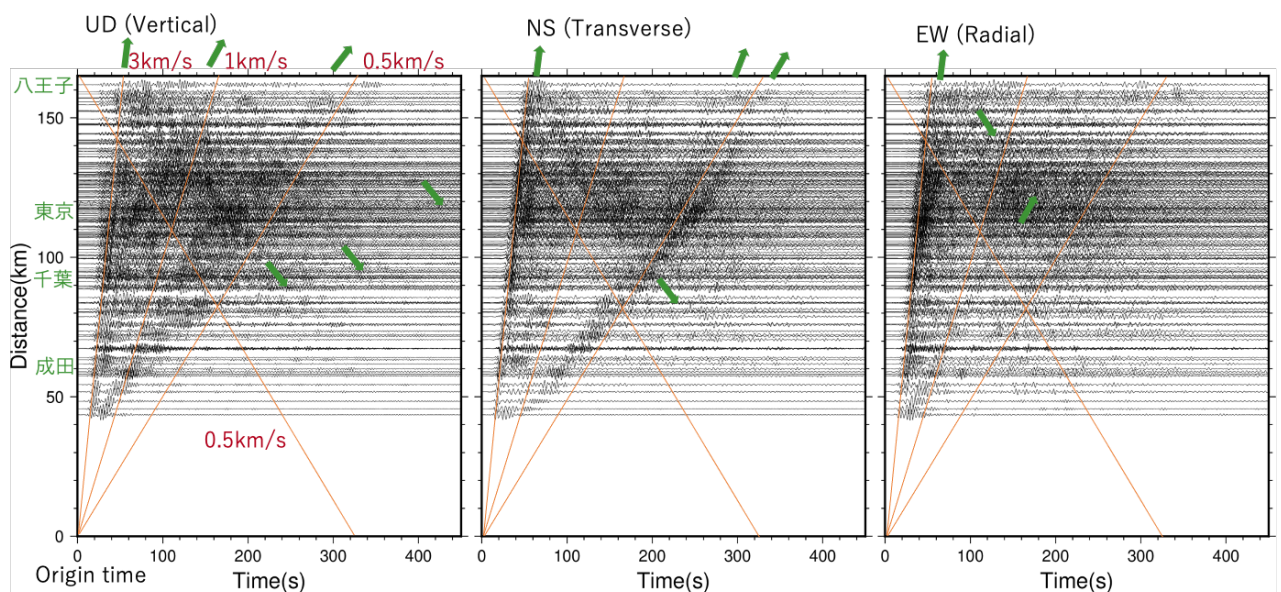 UD (Vertical)
NS (Transverse)
EW (Radial)
3km/s
1km/s
0.5km/s
八王子
150
東京
100
千葉
Distance(km)
成田
50
0.5km/s
0
0 100 200 300 400
0 100 200 300 400
0 100 200 300 400
Origin time
Time(s)
Time(s)
Time(s)